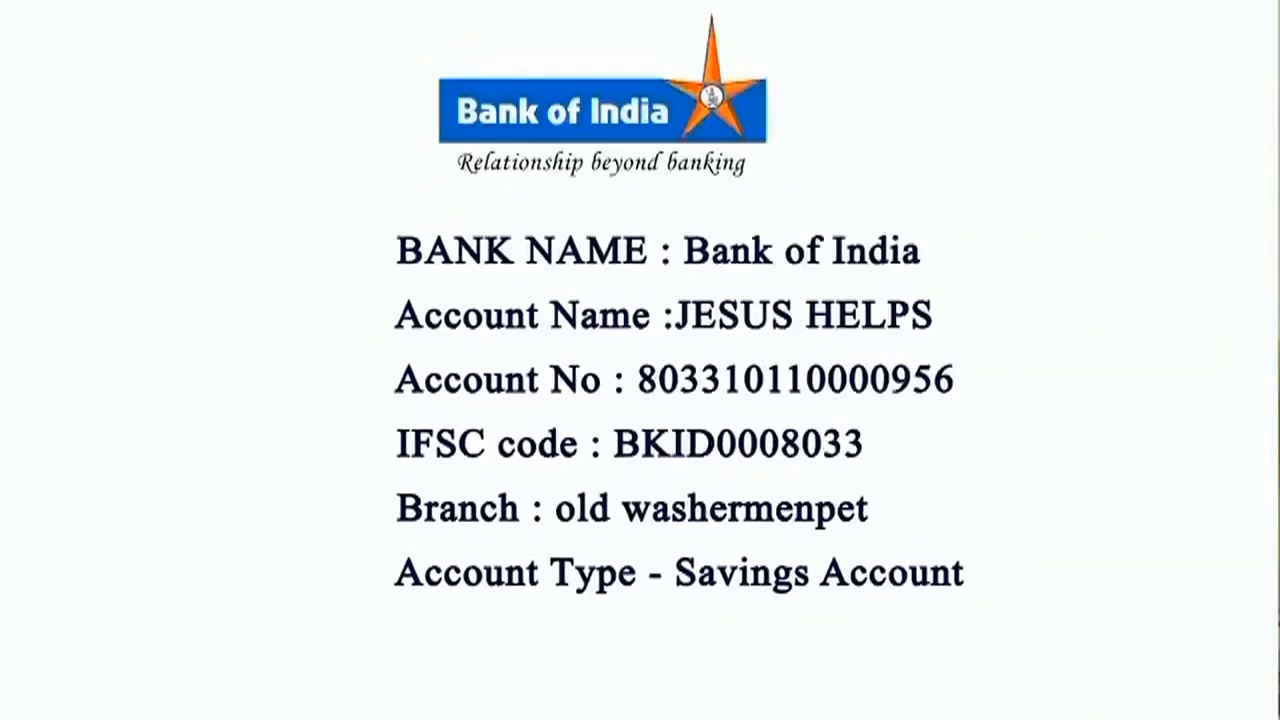 Bank of India
Relationship beyond banking
BANK NAME : Bank of India
Account Name :JESUS HELPS
Account No : 803310110000956
IFSC code : BKID0008033
Branch : old washermenpet
Account Type - Savings Account